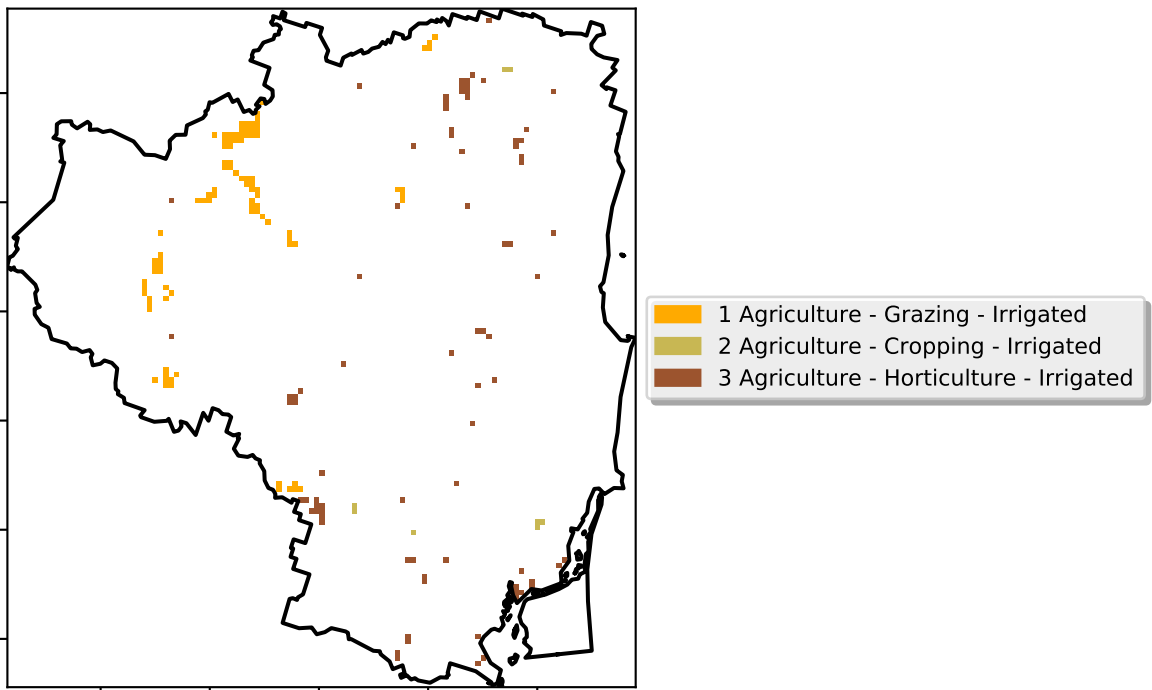 1 Agriculture - Grazing - Irrigated
2 Agriculture - Cropping - Irrigated
3 Agriculture - Horticulture - Irrigated